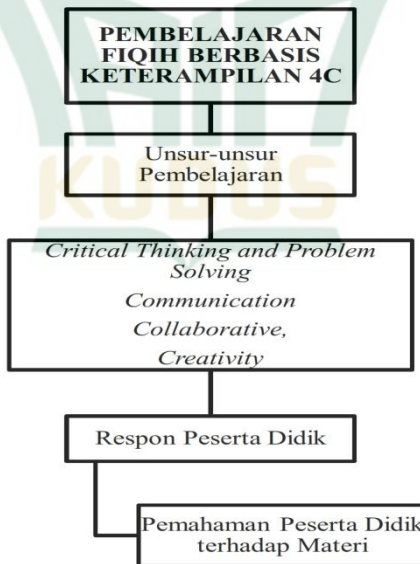 PEMBELAJARAN
FIQIH BERBASIS
KETERAMPILAN 4C
Unsur-unsur
Pembelajaran
KUDUS
Critical Thinking and Problem
Solving
Communication
Collaborative,
Creativity
Respon Peserta Didik
Pemahaman Peserta Didik
terhadap Materi